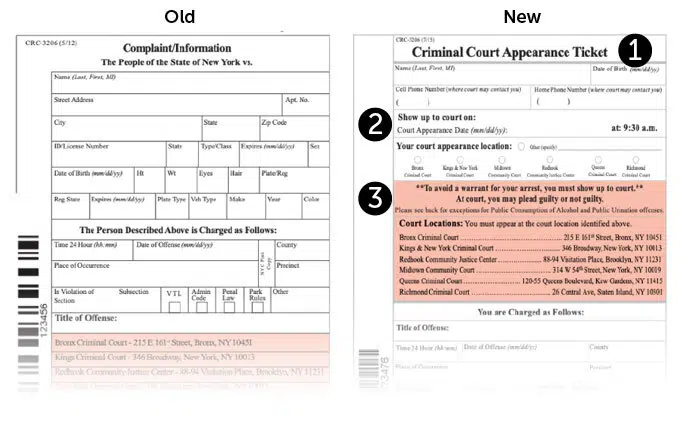 Old
CRC-3206 (5/12)
Complaint/Information
The People of the State of New York vs.
Name (Last, First, MI)
Street Address Apt. No.
City State Zip Code
ID/License Number State Type/Class Expires (mm/dd/yy) Sex
Date of Birth (mm/dd/yy) Ht Wt Eyes Hair Plate/Reg
Reg State Expires (mm/dd/yy) Plate Type Veh Type Make Year Color
The Person Described Above is Charged as Follows:
Time 24 Hour (hh:mm) Date of Offense (mm/dd/yy) County
Place of Occurrence Precinct
In Violation of Section Subsection VTL Admin Code Penal Law Park Rules Other
Title of Offense:
Bronx Criminal Court - 215 E 161st Street, Bronx, NY 10451
Kings Criminal Court - 346 Broadway, New York, NY 10013
Redhook Community Justice Center - 88-94 Visitation Place, Brooklyn, NY 11231
123456
New
CRC-3206 (7/15)
Criminal Court Appearance Ticket
1
Name (Last, First, MI) Date of Birth (mm/dd/yy)
Cell Phone Number (where court may contact you) Home Phone Number (where court may contact you)
( ) ( )
2
Show up to court on:
Court Appearance Date (mm/dd/yy): at: 9:30 a.m.
Your court appearance location: Other (specify)
Bronx Criminal Court Kings & New York Criminal Court Midtown Community Court Redhook Community Justice Center Queens Criminal Court Richmond Criminal Court
3
**To avoid a warrant for your arrest, you must show up to court.**
At court, you may plead guilty or not guilty.
Please see back for exceptions for Public Consumption of Alcohol and Public Urination offenses.
Court Locations: You must appear at the court location identified above.
Bronx Criminal Court 215 E 161st Street, Bronx, NY 10451
Kings & New York Criminal Court 346 Broadway, New York, NY 10013
Redhook Community Justice Center 88-94 Visitation Place, Brooklyn, NY 11231
Midtown Community Court 314 W 54th Street, New York, NY 10019
Queens Criminal Court 120-55 Queens Boulevard, Kew Gardens, NY 11415
Richmond Criminal Court 26 Central Ave, Staten Island, NY 10301
You are Charged as Follows:
Title of Offense:
Time 24 Hour (hh:mm) Date of Offense (mm/dd/yy) County
Place of Occurrence Precinct